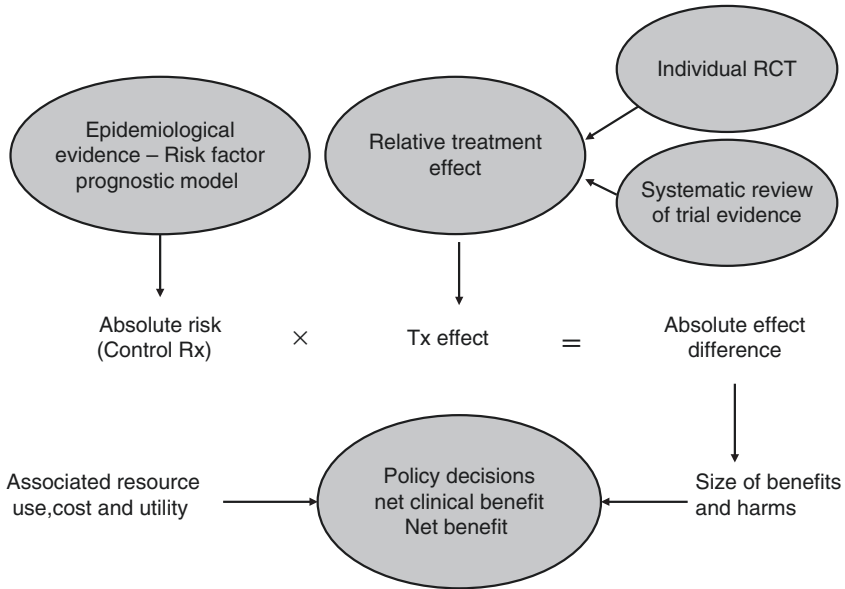 Individual RCT
Epidemiological
evidence – Risk factor
prognostic model
Relative treatment
effect
Systematic review
of trial evidence
Absolute risk
(Control Rx)
×
Tx effect
=
Absolute effect
difference
Associated resource
use,cost and utility
Policy decisions
net clinical benefit
Net benefit
Size of benefits
and harms